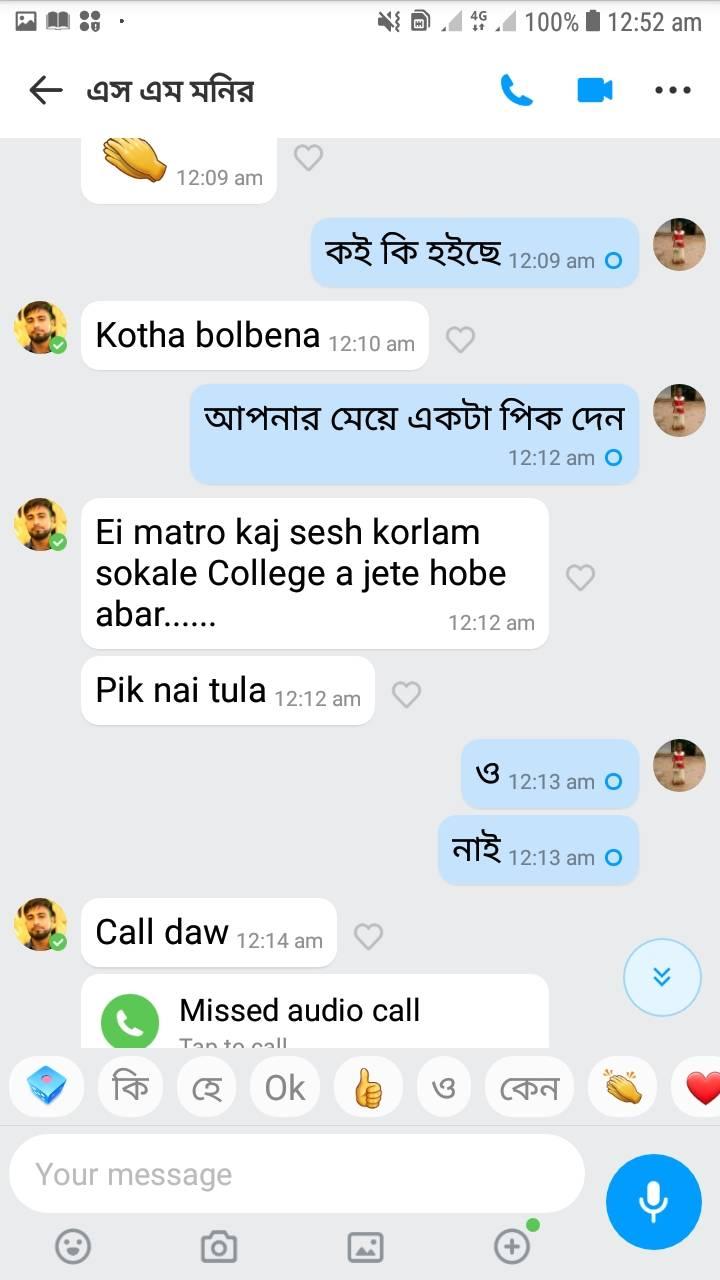 4G 100% 12:52 am
এস এম মনির
12:09 am
কই কি হইছে 12:09 am
Kotha bolbena 12:10 am
আপনার মেয়ে একটা পিক দেন
12:12 am
Ei matro kaj sesh korlam
sokale College a jete hobe
abar...... 12:12 am
Pik nai tula 12:12 am
ও 12:13 am
নাই 12:13 am
Call daw 12:14 am
Missed audio call
Tap to call
কি হে Ok ও কেন
Your message